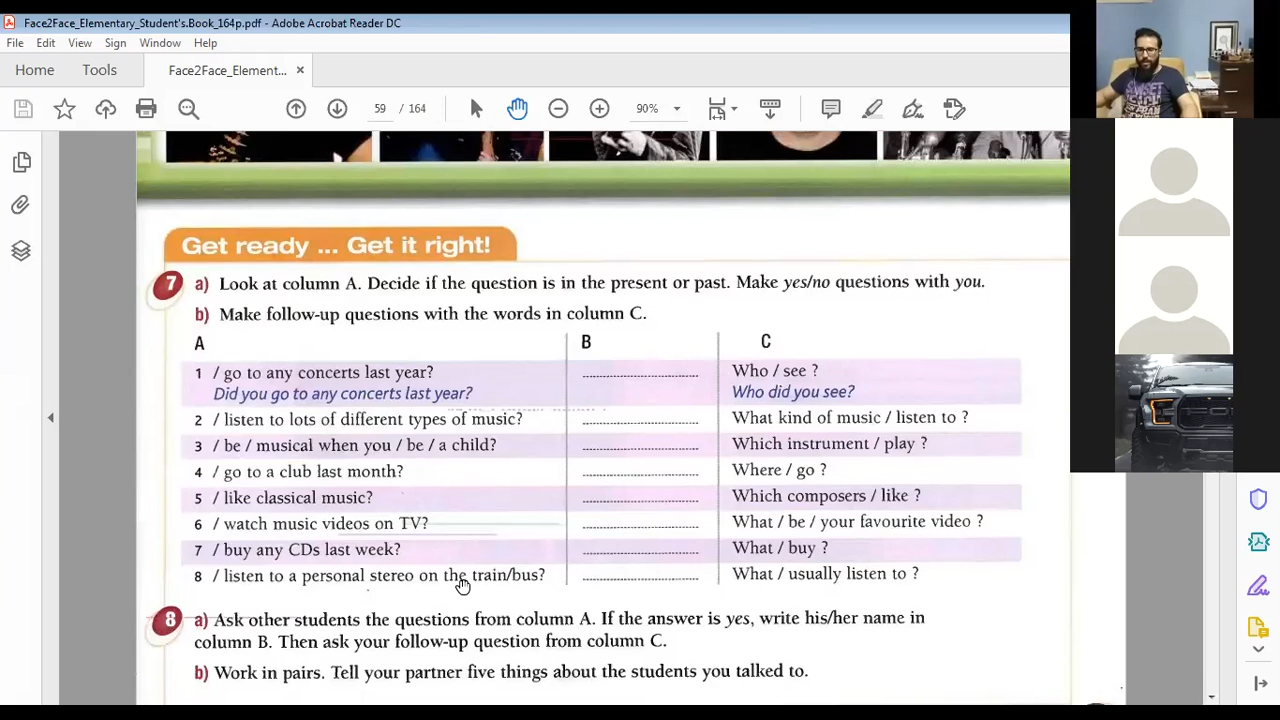 Face2Face_Elementary_Student's.Book_164p.pdf - Adobe Acrobat Reader DC
File Edit View Sign Window Help
Home Tools Face2Face_Element... ×
59 / 164 90%
Get ready ... Get it right!
7 a) Look at column A. Decide if the question is in the present or past. Make yes/no questions with you.
b) Make follow-up questions with the words in column C.
A B C
1 / go to any concerts last year? Who / see ?
Did you go to any concerts last year? Who did you see?
2 / listen to lots of different types of music? What kind of music / listen to ?
3 / be / musical when you / be / a child? Which instrument / play ?
4 / go to a club last month? Where / go ?
5 / like classical music? Which composers / like ?
6 / watch music videos on TV? What / be / your favourite video ?
7 / buy any CDs last week? What / buy ?
8 / listen to a personal stereo on the train/bus? What / usually listen to ?
8 a) Ask other students the questions from column A. If the answer is yes, write his/her name in
column B. Then ask your follow-up question from column C.
b) Work in pairs. Tell your partner five things about the students you talked to.